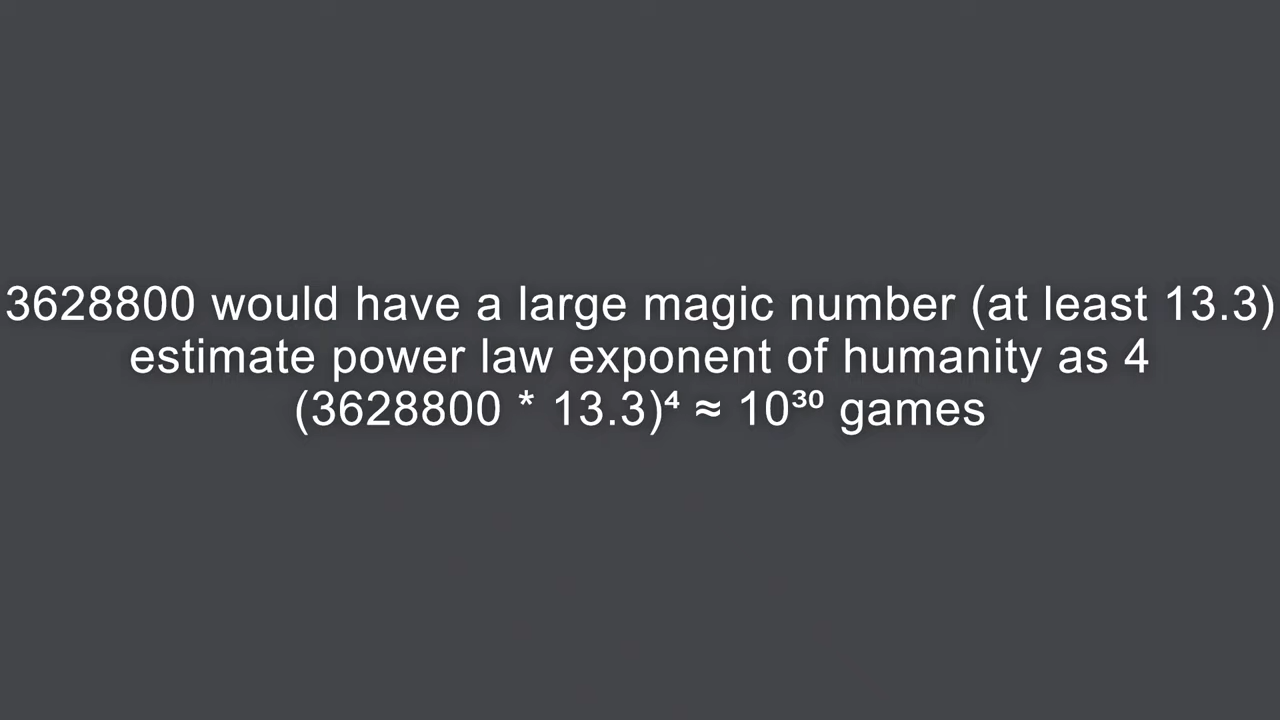 3628800 would have a large magic number (at least 13.3)
estimate power law exponent of humanity as 4
(3628800 * 13.3)⁴ ≈ 10³⁰ games